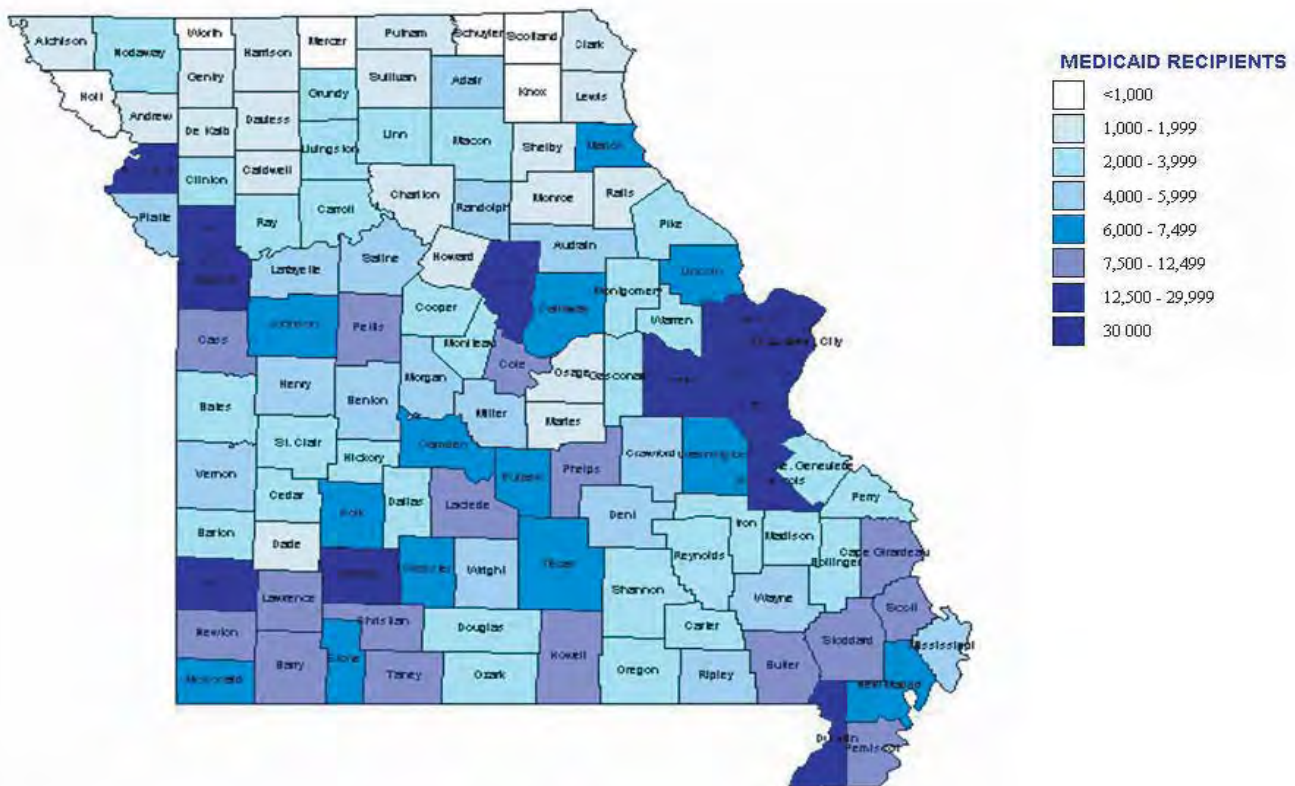 MEDICAID RECIPIENTS
<1,000
1,000 - 1,999
2,000 - 3,999
4,000 - 5,999
6,000 - 7,499
7,500 - 12,499
12,500 - 29,999
30 000
Nodaway
Worth
Harrison
Mercer
Putnam
Schuyler
Scotland
Clark
Gentry
Sullivan
Adair
Knox
Lewis
Holt
Andrew
De Kalb
Daviess
Grundy
Linn
Macon
Shelby
Marion
Livingston
Clinton
Caldwell
Chariton
Randolph
Monroe
Ralls
Platte
Ray
Carroll
Pike
Audrain
Saline
Howard
Lafayette
Lincoln
Montgomery
Cooper
Warren
Johnson
Pettis
Cass
Moniteau
Cole
Osage
Henry
Morgan
Benton
Miller
Maries
Bates
St. Clair
Camden
Hickory
Crawford
Phelps
Pulaski
Vernon
Cedar
Dallas
Laclede
Polk
Dent
Perry
Iron
Madison
Barton
Dade
Reynolds
Bollinger
Cape Girardeau
Webster
Wright
Texas
Shannon
Wayne
Lawrence
Scott
Newton
Christian
Douglas
Carter
Stoddard
Mississippi
McDonald
Barry
Stone
Taney
Ozark
Howell
Oregon
Ripley
Butler
New Madrid
Pemiscot